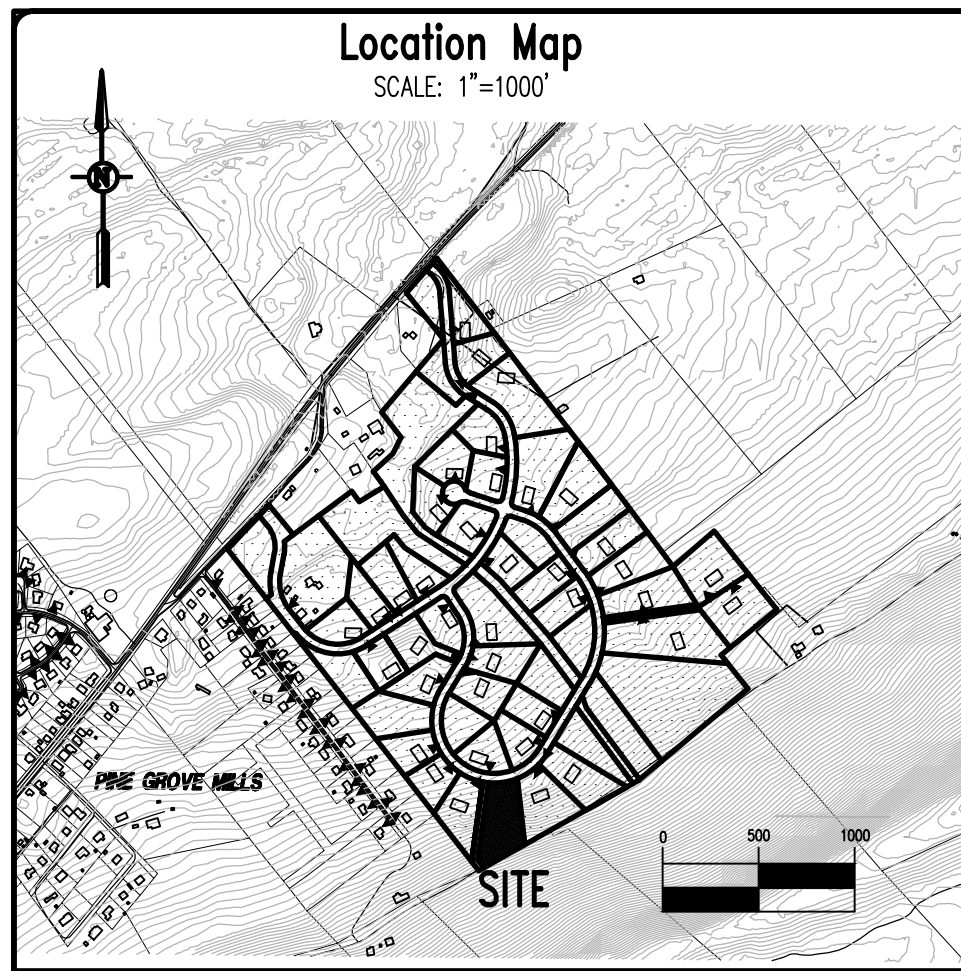 Location Map
SCALE: 1"=1000'
N
PINE GROVE MILLS
0 500 1000
SITE